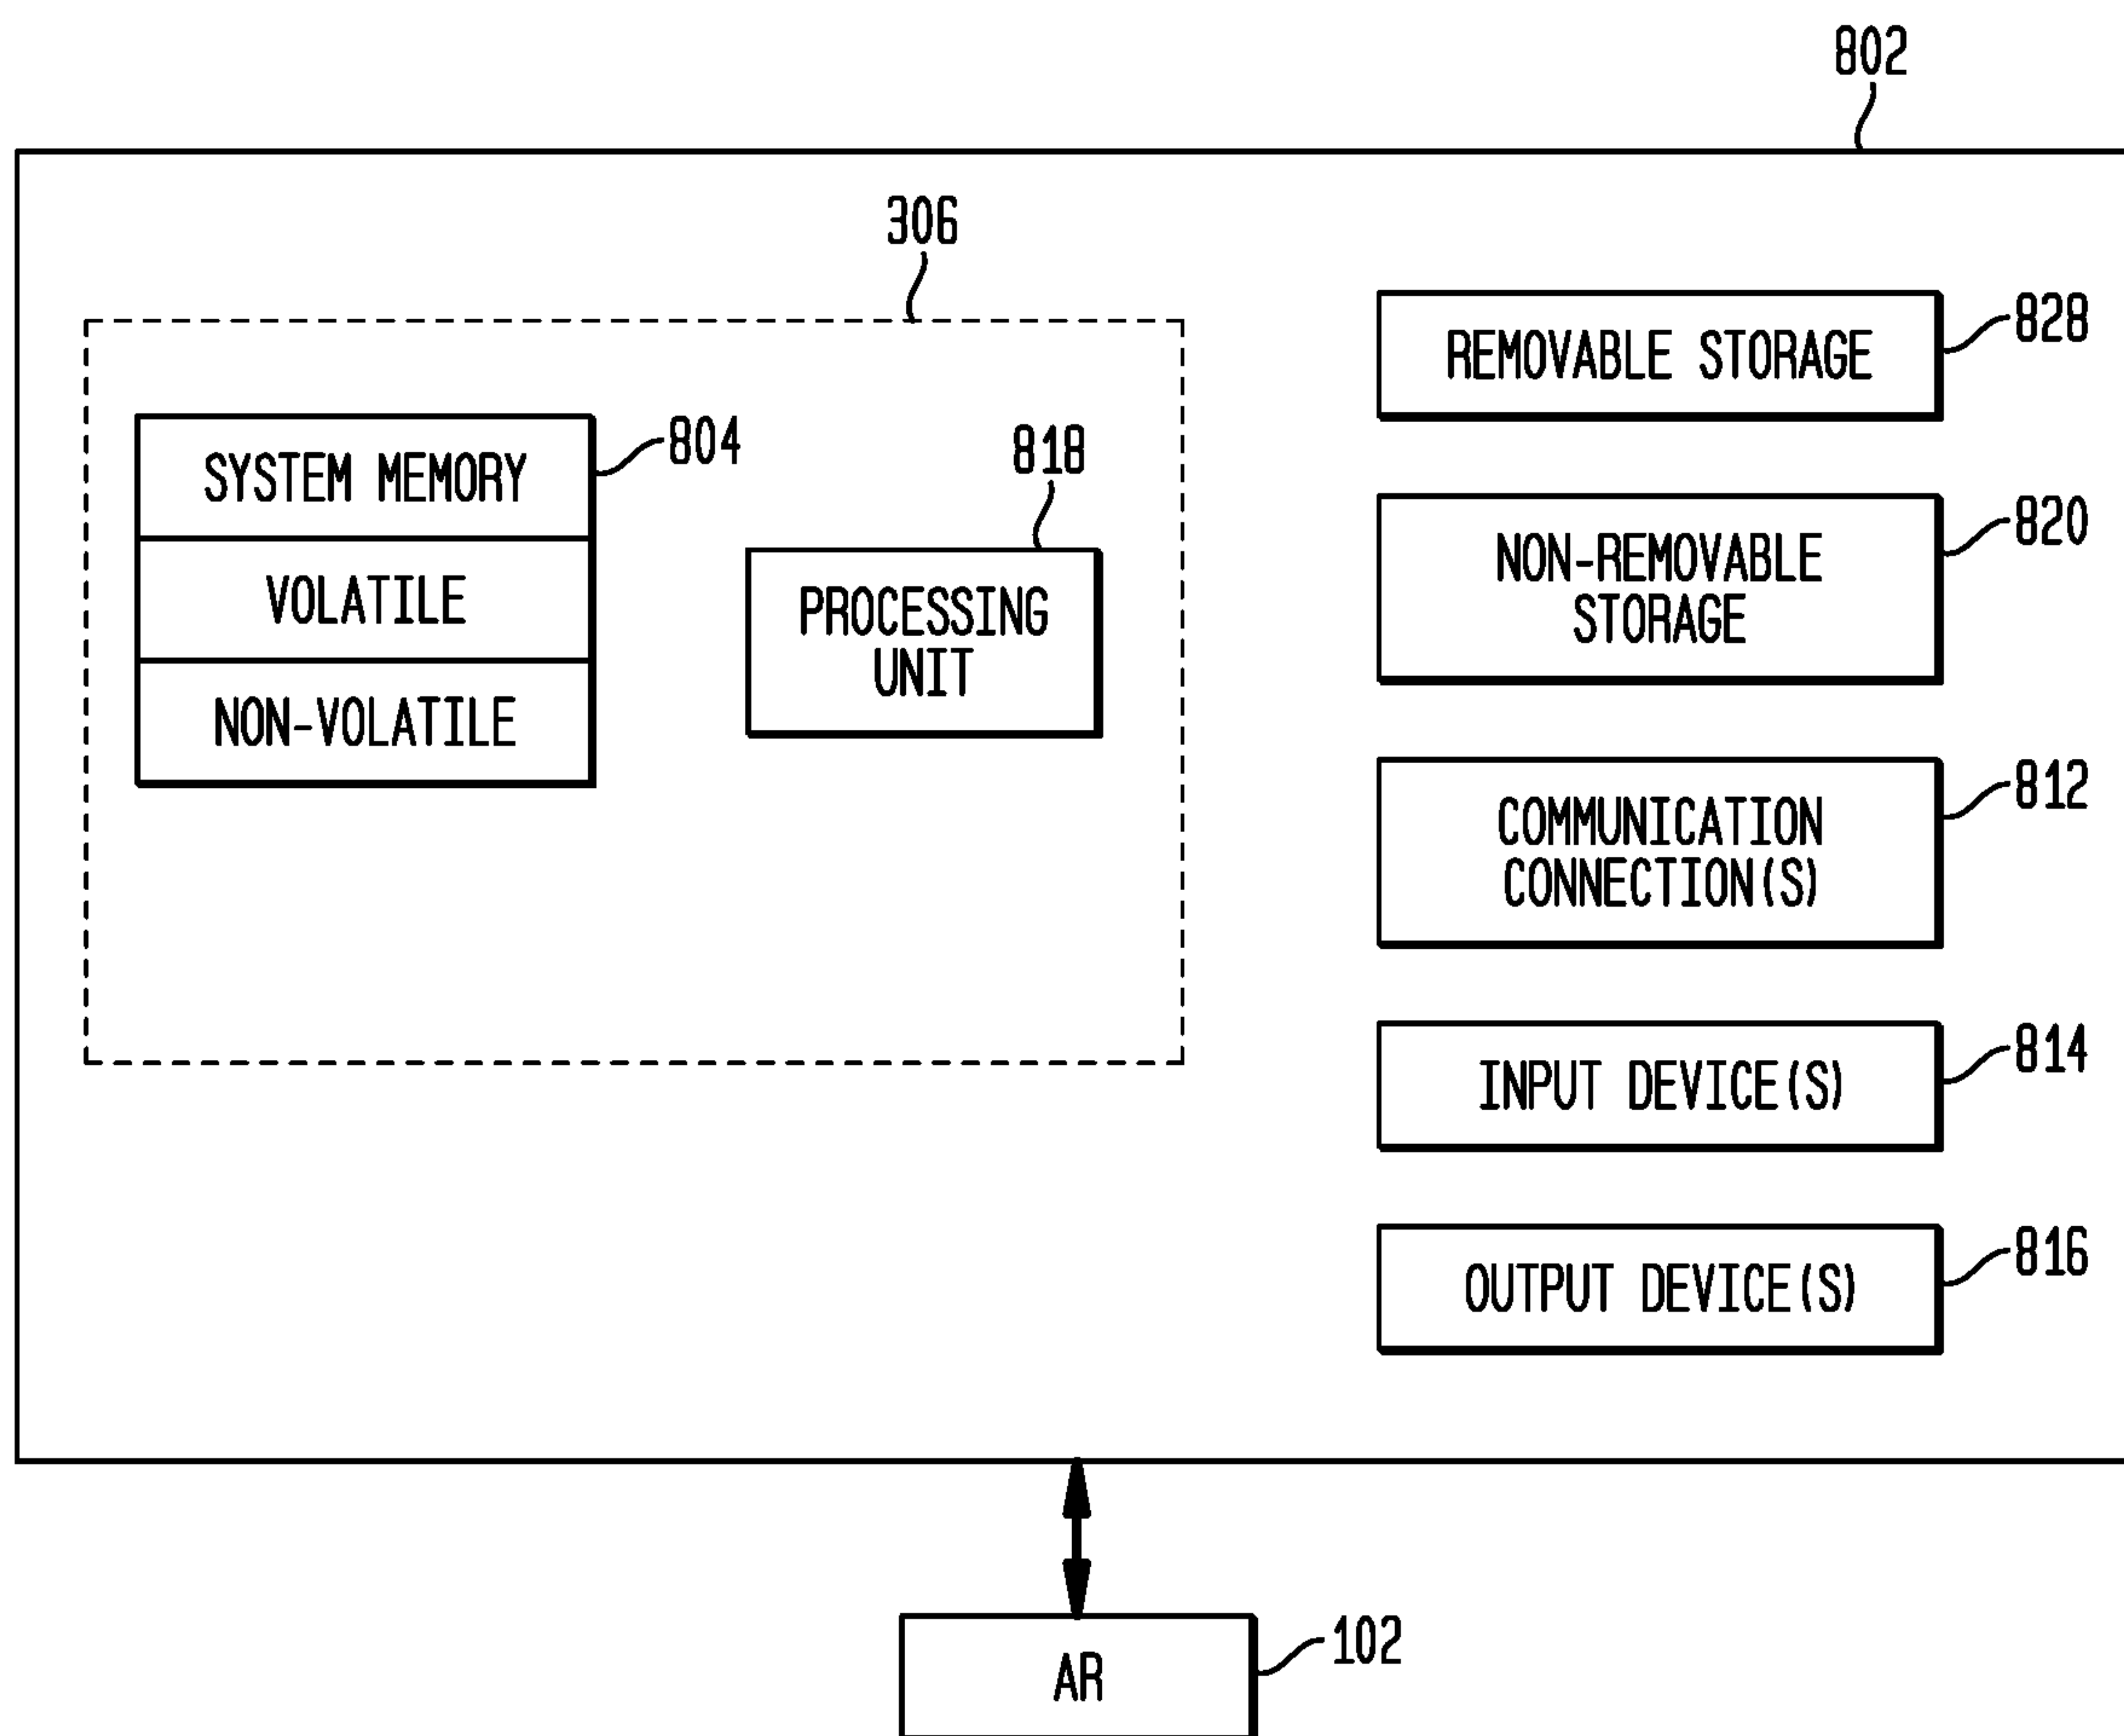 802
306
SYSTEM MEMORY
804
VOLATILE
NON-VOLATILE
818
PROCESSING
UNIT
REMOVABLE STORAGE
828
NON-REMOVABLE
STORAGE
820
COMMUNICATION
CONNECTION(S)
812
INPUT DEVICE(S)
814
OUTPUT DEVICE(S)
816
AR
102